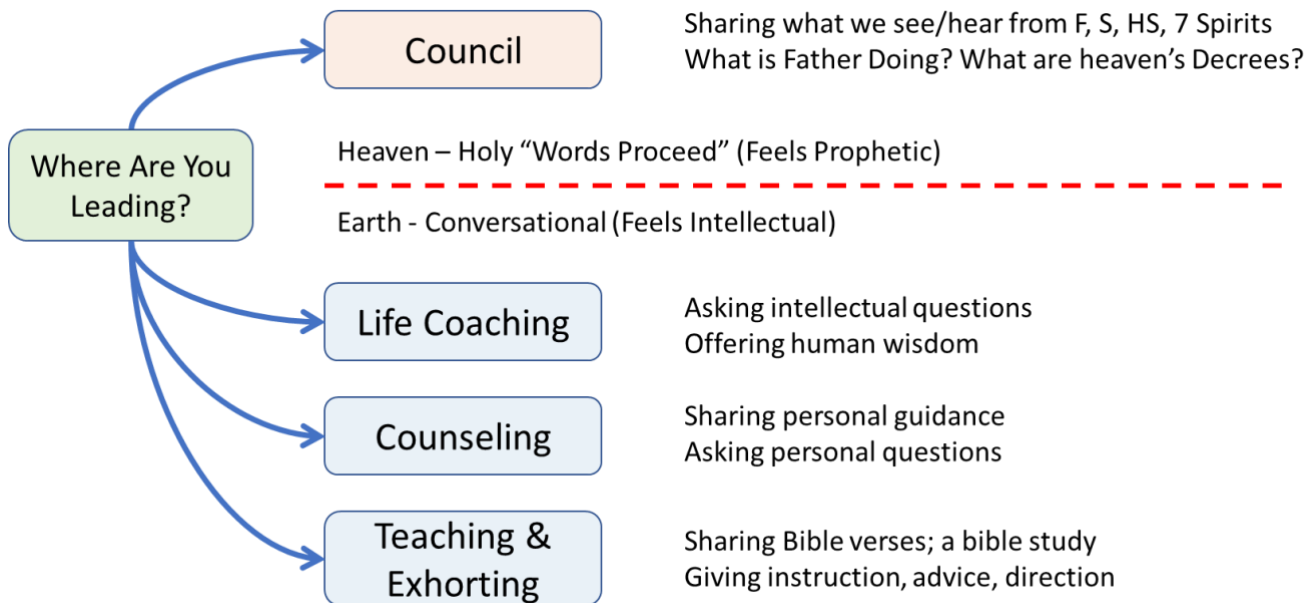 Council
Sharing what we see/hear from F, S, HS, 7 Spirits
What is Father Doing? What are heaven's Decrees?
Where Are You
Leading?
Heaven – Holy “Words Proceed” (Feels Prophetic)
Earth - Conversational (Feels Intellectual)
Life Coaching
Asking intellectual questions
Offering human wisdom
Counseling
Sharing personal guidance
Asking personal questions
Teaching &
Exhorting
Sharing Bible verses; a bible study
Giving instruction, advice, direction